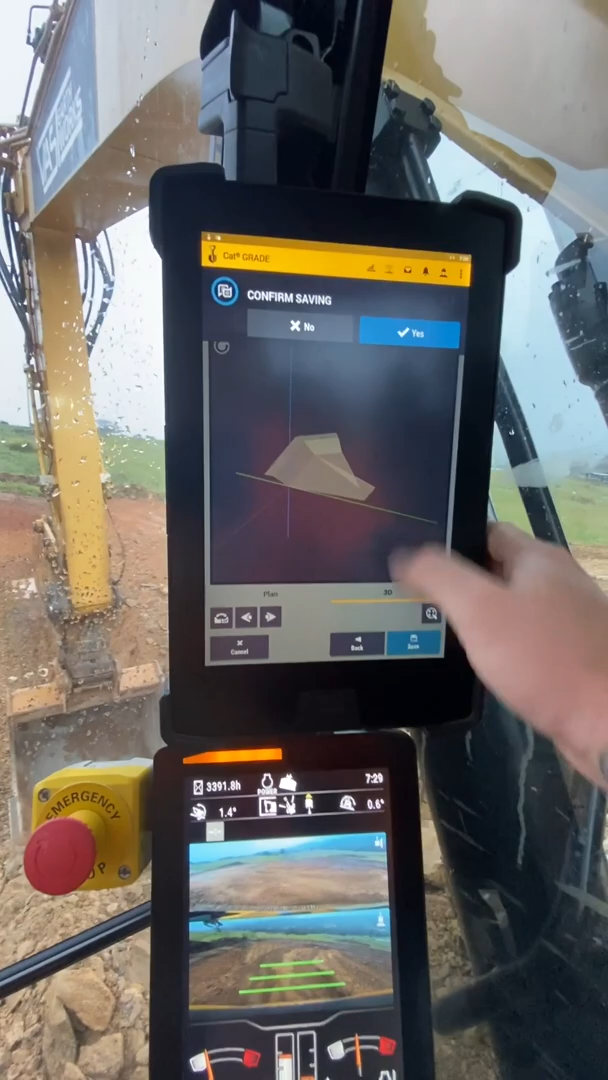 Cat® GRADE
CONFIRM SAVING
No
Yes
Plan
3D
Cancel
Back
Save
3391.8h
POWER
7:29
1.4°
0.6°
EMERGENCY